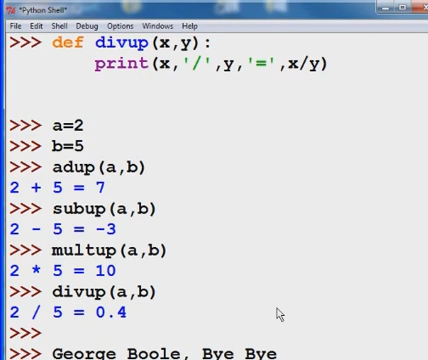 *Python Shell*
File Edit Shell Debug Options Windows Help
>>> def divup(x,y):
print(x,'/',y,'=',x/y)
>>> a=2
>>> b=5
>>> adup(a,b)
2 + 5 = 7
>>> subup(a,b)
2 - 5 = -3
>>> multup(a,b)
2 * 5 = 10
>>> divup(a,b)
2 / 5 = 0.4
>>>
>>> George Boole, Bye Bye